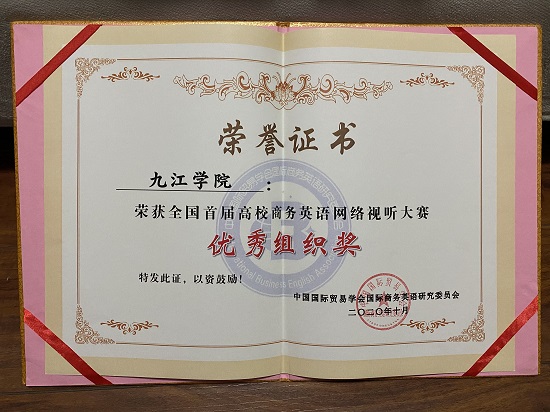 荣誉证书
九江学院：
荣获全国首届高校商务英语网络视听大赛
优秀组织奖
特发此证，以资鼓励！
中国国际贸易学会国际商务英语研究委员会
二〇二〇年十月